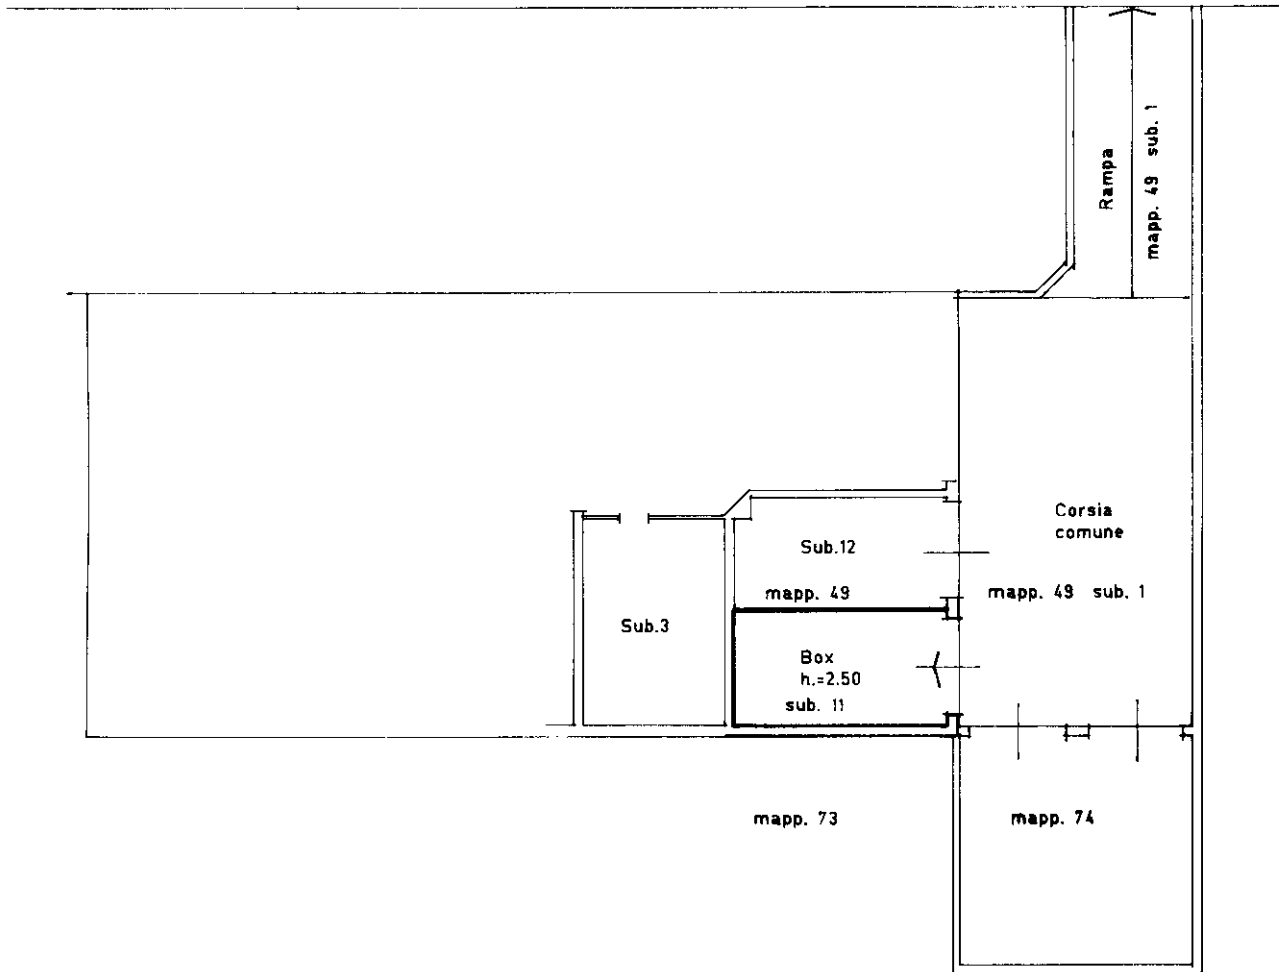 Rampa
mapp. 49 sub. 1
Corsia
comune
mapp. 49 sub. 1
Sub.12
mapp. 49
Sub.3
Box
h.=2.50
sub. 11
mapp. 73
mapp. 74